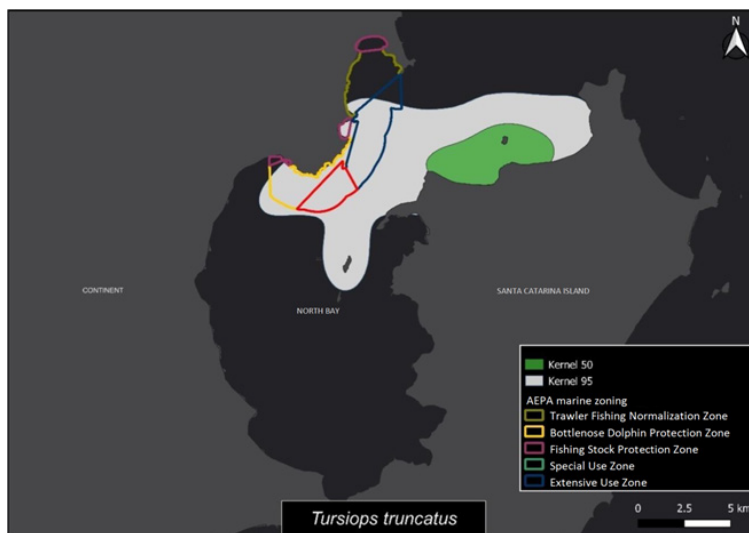 N
CONTINENT
SANTA CATARINA ISLAND
NORTH BAY
Kernel 50
Kernel 95
AEPA marine zoning
Trawler Fishing Normalization Zone
Bottlenose Dolphin Protection Zone
Fishing Stock Protection Zone
Special Use Zone
Extensive Use Zone
Tursiops truncatus
0 2.5 5 km